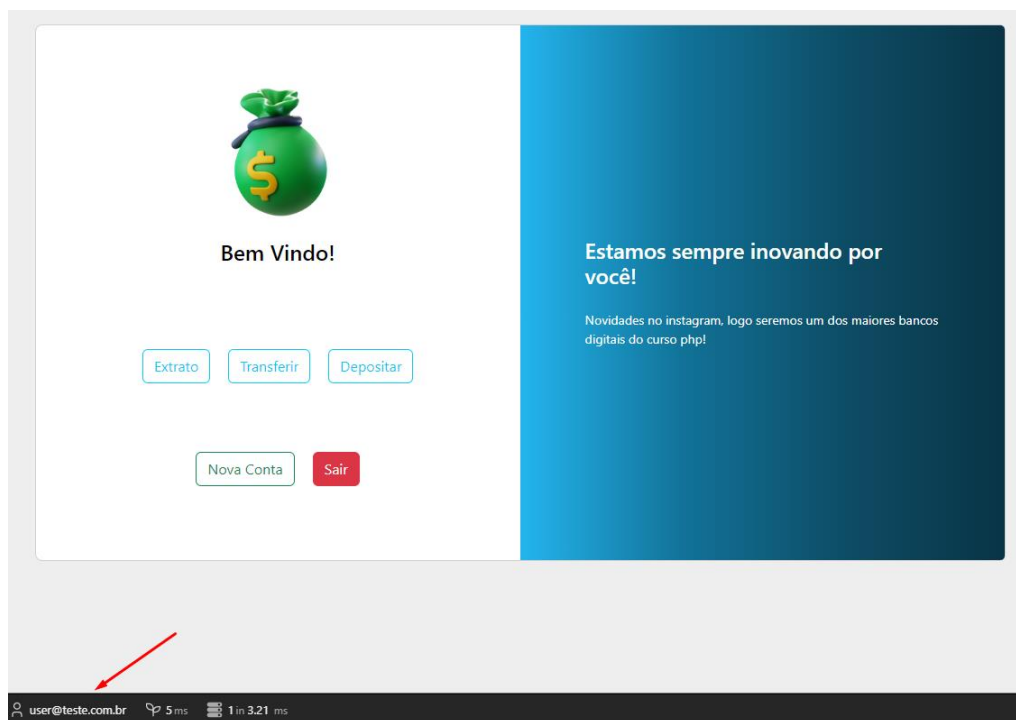 $
Bem Vindo!
Extrato
Transferir
Depositar
Nova Conta
Sair
Estamos sempre inovando por
você!
Novidades no instagram, logo seremos um dos maiores bancos
digitais do curso php!
user@teste.com.br 5 ms 1 in 3.21 ms